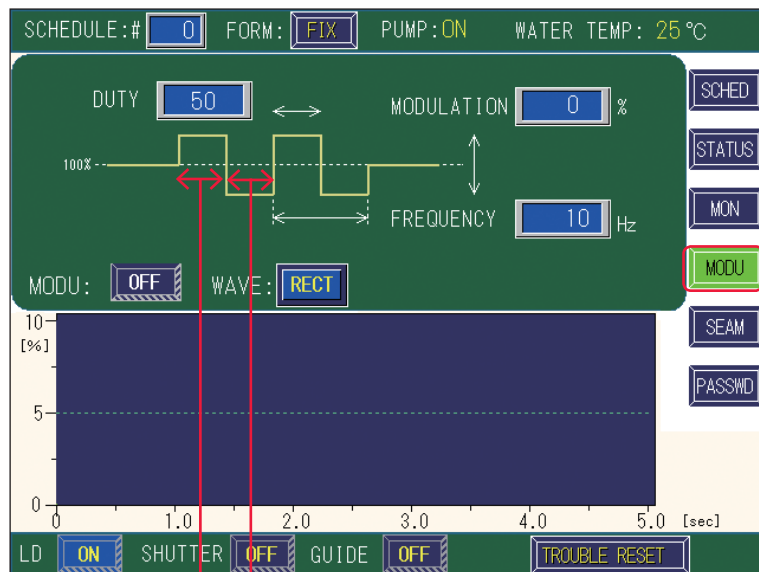 SCHEDULE:# 0 FORM: FIX PUMP:ON WATER TEMP: 25 °C
DUTY 50 MODULATION 0 %
100%
FREQUENCY 10 Hz
MODU: OFF WAVE: RECT
SCHED
STATUS
MON
MODU
SEAM
PASSWD
10
[%]
5
0
0 1.0 2.0 3.0 4.0 5.0 [sec]
LD ON SHUTTER OFF GUIDE OFF TROUBLE RESET